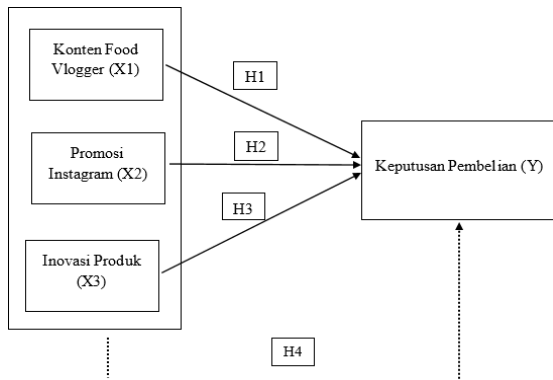 Konten Food
Vlogger (X1)
H1
Promosi
Instagram (X2)
H2
Keputusan Pembelian (Y)
H3
Inovasi Produk
(X3)
H4